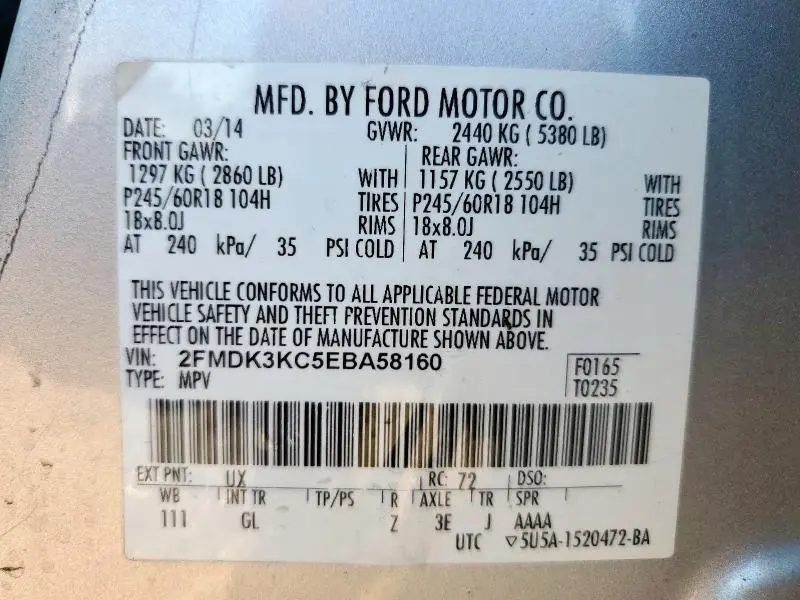 MFD. BY FORD MOTOR CO.
DATE: 03/14 GVWR: 2440 KG ( 5380 LB)
FRONT GAWR: REAR GAWR:
1297 KG ( 2860 LB) WITH 1157 KG ( 2550 LB) WITH
P245/60R18 104H TIRES P245/60R18 104H TIRES
18x8.0J RIMS 18x8.0J RIMS
AT 240 kPa/ 35 PSI COLD AT 240 kPa/ 35 PSI COLD
THIS VEHICLE CONFORMS TO ALL APPLICABLE FEDERAL MOTOR
VEHICLE SAFETY AND THEFT PREVENTION STANDARDS IN
EFFECT ON THE DATE OF MANUFACTURE SHOWN ABOVE.
VIN: 2FMDK3KC5EBA58160 F0165
TYPE: MPV T0235
EXT PNT: UX RC: 72 DSO:
WB INT TR TP/PS R AXLE TR SPR
111 GL Z 3E J AAAA
UTC ▽5U5A-1520472-BA